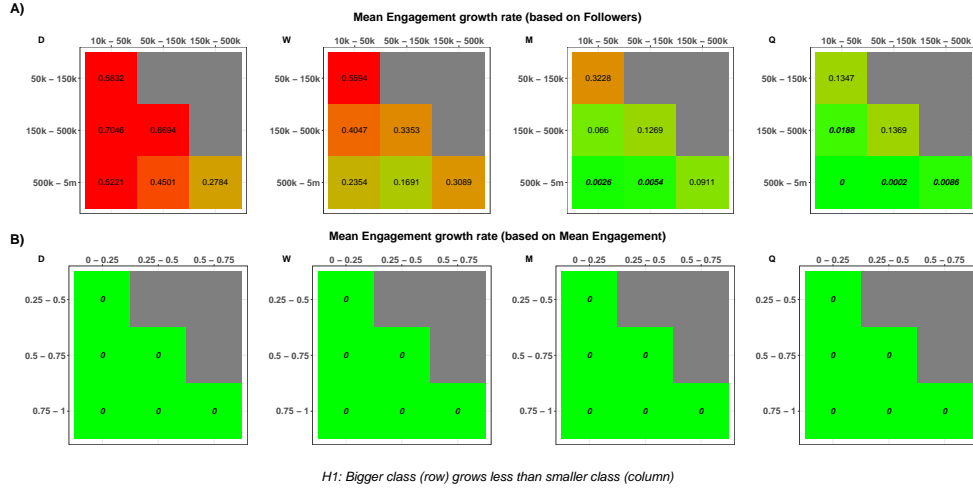 A)
Mean Engagement growth rate (based on Followers)
D
10k – 50k 50k – 150k 150k – 500k
50k – 150k
0.5832
150k – 500k
0.7046 0.6694
500k – 5m
0.5221 0.4501 0.2784
W
10k – 50k 50k – 150k 150k – 500k
50k – 150k
0.5594
150k – 500k
0.4047 0.3353
500k – 5m
0.2354 0.1691 0.3089
M
10k – 50k 50k – 150k 150k – 500k
50k – 150k
0.3228
150k – 500k
0.066 0.1269
500k – 5m
0.0026 0.0054 0.0911
Q
10k – 50k 50k – 150k 150k – 500k
50k – 150k
0.1347
150k – 500k
0.0188 0.1369
500k – 5m
0 0.0002 0.0086
B)
Mean Engagement growth rate (based on Mean Engagement)
D
0 – 0.25 0.25 – 0.5 0.5 – 0.75
0.25 – 0.5
0
0.5 – 0.75
0 0
0.75 – 1
0 0 0
W
0 – 0.25 0.25 – 0.5 0.5 – 0.75
0.25 – 0.5
0
0.5 – 0.75
0 0
0.75 – 1
0 0 0
M
0 – 0.25 0.25 – 0.5 0.5 – 0.75
0.25 – 0.5
0
0.5 – 0.75
0 0
0.75 – 1
0 0 0
Q
0 – 0.25 0.25 – 0.5 0.5 – 0.75
0.25 – 0.5
0
0.5 – 0.75
0 0
0.75 – 1
0 0 0
H1: Bigger class (row) grows less than smaller class (column)